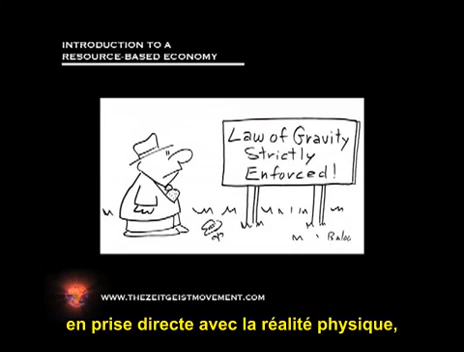 INTRODUCTION TO A
RESOURCE-BASED ECONOMY
Law of Gravity
Strictly
Enforced!
WWW.THEZEITGEISTMOVEMENT.COM
en prise directe avec la réalité physique,